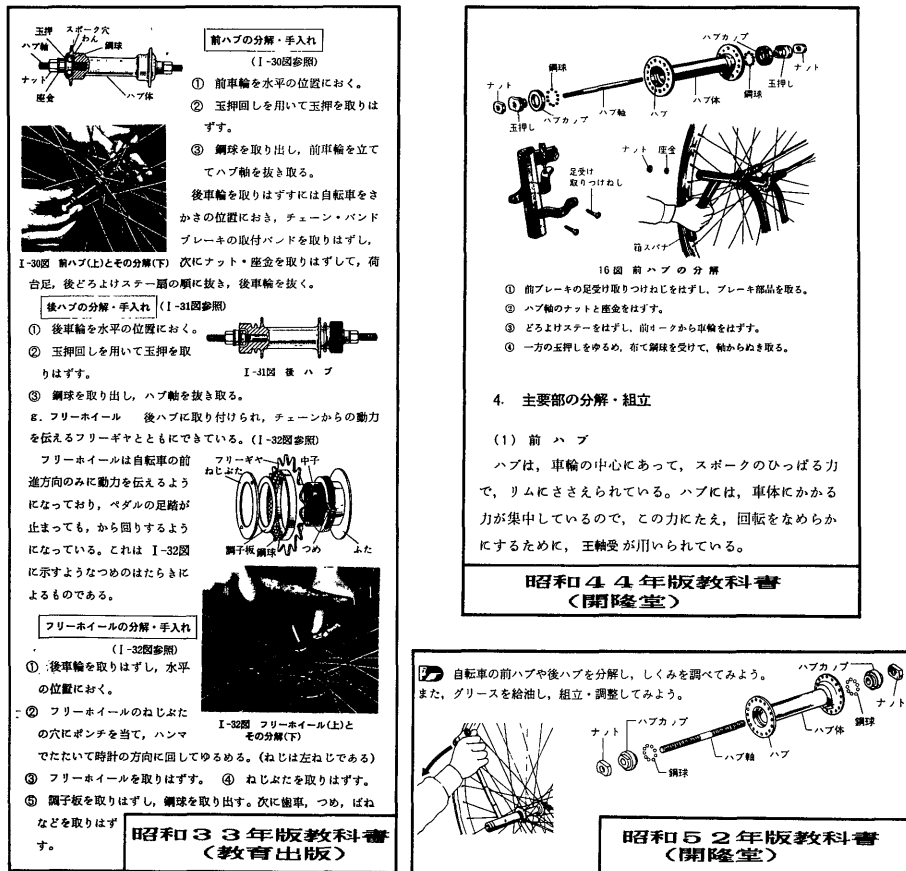 玉押 スポーク穴
わん
ハブ軸 鋼球
ナット
座金 ハブ体
前ハブの分解・手入れ
(Ⅰ-30図参照)
① 前車輪を水平の位置におく。
② 玉押回しを用いて玉押を取りは
ずす。
③ 鋼球を取り出し，前車輪を立て
てハブ軸を抜き取る。
後車輪を取りはずすには自転車をさ
かさの位置におき，チェーン・バンド
ブレーキの取付バンドを取りはずし，
Ⅰ-30図 前ハブ(上)とその分解(下)
次にナット・座金を取りはずして，荷
台足，後どろよけステー扇の順に抜き，後車輪を抜く。
後ハブの分解・手入れ (Ⅰ-31図参照)
① 後車輪を水平の位置におく。
② 玉押回しを用いて玉押を取
りはずす。
Ⅰ-31図 後ハブ
③ 鋼球を取り出し，ハブ軸を抜き取る。
g. フリーホイール 後ハブに取り付けられ，チェーンからの動力
を伝えるフリーギヤとともにできている。(Ⅰ-32図参照)
フリーホイールは自転車の前
進方向のみに動力を伝えるよう
になっており，ペダルの足踏が
止まっても，から回りするよう
になっている。これは Ⅰ-32図
に示すようなつめのはたらきに
よるものである。
フリーギヤ 中子
ねじぶた
調子板 鋼球 つめ ふた
フリーホイールの分解・手入れ
(Ⅰ-32図参照)
① 後車輪を取りはずし，水平
の位置におく。
② フリーホイールのねじぶた
の穴にポンチを当て，ハンマ
Ⅰ-32図 フリーホイール(上)と
その分解(下)
でたたいて時計の方向に回してゆるめる。(ねじは左ねじである)
③ フリーホイールを取りはずす。 ④ ねじぶたを取りはずす。
⑤ 調子板を取りはずし，鋼球を取り出す。次に歯車，つめ，ばね
などを取りはず
す。
昭和33年版教科書
(教育出版)
ハブカップ
ナット
鋼球
玉押し
鋼球
ハブ体
ハブ
ハブ軸
ハブカップ
玉押し
ナット
ナット 座金
足受け
取りつけねじ
箱スパナ
16図 前ハブの分解
① 前ブレーキの足受け取りつけねじをはずし，ブレーキ部品を取る。
② ハブ軸のナットと座金をはずす。
③ どろよけステーをはずし，前ホークから車輪をはずす。
④ 一方の玉押しをゆるめ，布で鋼球を受けて，軸からぬき取る。
4. 主要部の分解・組立
(1) 前ハブ
ハブは，車輪の中心にあって，スポークのひっぱる力
で，リムにささえられている。ハブには，車体にかかる
力が集中しているので，この力にたえ，回転をなめらか
にするために，玉軸受が用いられている。
昭和44年版教科書
(開隆堂)
自転車の前ハブや後ハブを分解し，しくみを調べてみよう。
また，グリースを給油し，組立・調整してみよう。
ハブカップ
ナット
鋼球
ハブ体
ハブ
ハブ軸
鋼球
ハブカップ
ナット
昭和52年版教科書
(開隆堂)